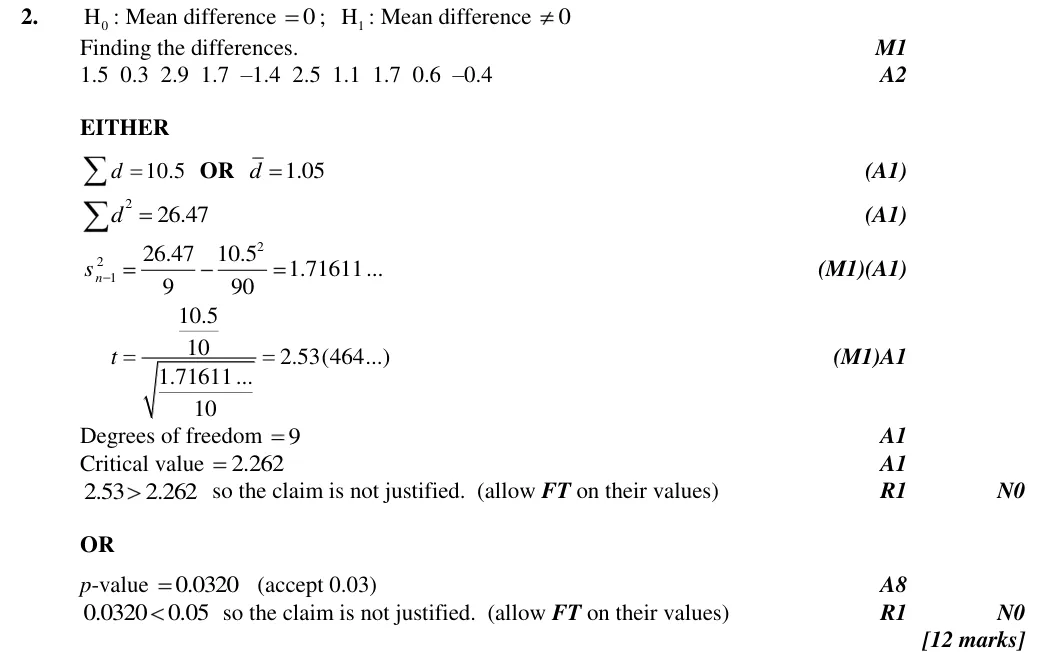 2. H₀ : Mean difference = 0 ; H₁ : Mean difference ≠ 0
Finding the differences. M1
1.5 0.3 2.9 1.7 –1.4 2.5 1.1 1.7 0.6 –0.4 A2
EITHER
∑d = 10.5 OR d̄ = 1.05 (A1)
∑d² = 26.47 (A1)
s²ₙ₋₁ = 26.47/9 − 10.5²/90 = 1.71611... (M1)(A1)
t = (10.5/10)/√(1.71611.../10) = 2.53(464...) (M1)A1
Degrees of freedom = 9 A1
Critical value = 2.262 A1
2.53 > 2.262 so the claim is not justified. (allow FT on their values) R1 N0
OR
p-value = 0.0320 (accept 0.03) A8
0.0320 < 0.05 so the claim is not justified. (allow FT on their values) R1 N0
[12 marks]